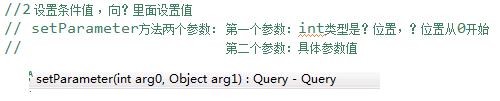 //2 设置条件值，向？里面设置值
// setParameter方法两个参数：第一个参数：int类型是？位置，？位置从0开始
// 第二个参数：具体参数值
setParameter(int arg0, Object arg1) : Query - Query